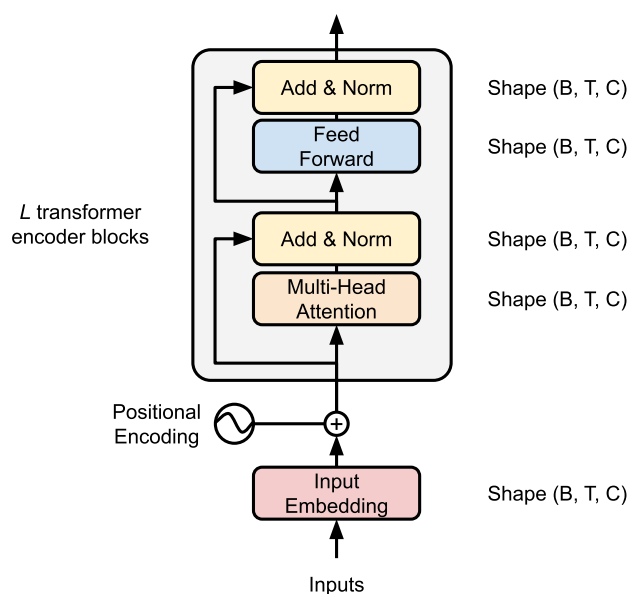 Add & Norm
Shape (B, T, C)
Feed
Forward
Shape (B, T, C)
L transformer
encoder blocks
Add & Norm
Shape (B, T, C)
Multi-Head
Attention
Shape (B, T, C)
Positional
Encoding
+
Input
Embedding
Shape (B, T, C)
Inputs